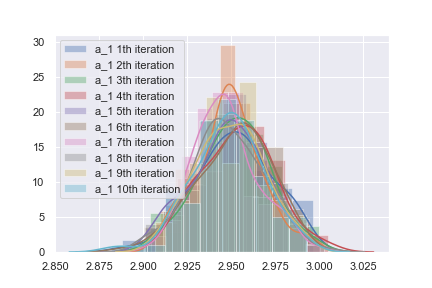 30
25
20
15
10
5
0
a_1 1th iteration
a_1 2th iteration
a_1 3th iteration
a_1 4th iteration
a_1 5th iteration
a_1 6th iteration
a_1 7th iteration
a_1 8th iteration
a_1 9th iteration
a_1 10th iteration
2.850 2.875 2.900 2.925 2.950 2.975 3.000 3.025